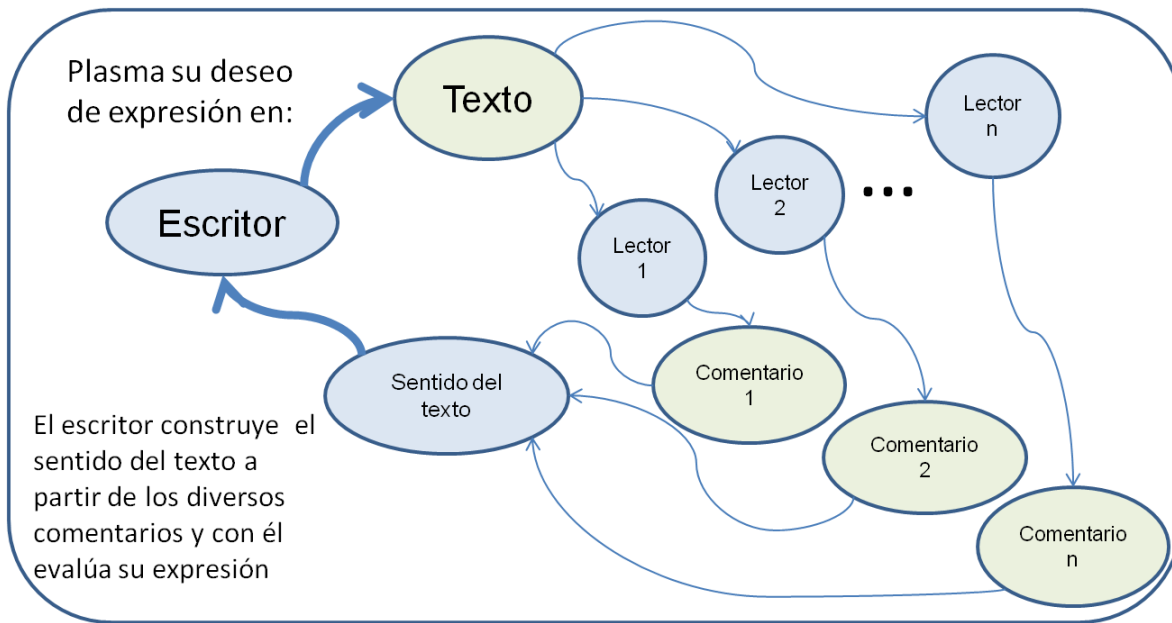 Plasma su deseo
de expresión en:
Texto
Lector
n
Lector
2
...
Escritor
Lector
1
Sentido del
texto
Comentario
1
El escritor construye el
sentido del texto a
partir de los diversos
comentarios y con él
evalúa su expresión
Comentario
2
Comentario
n